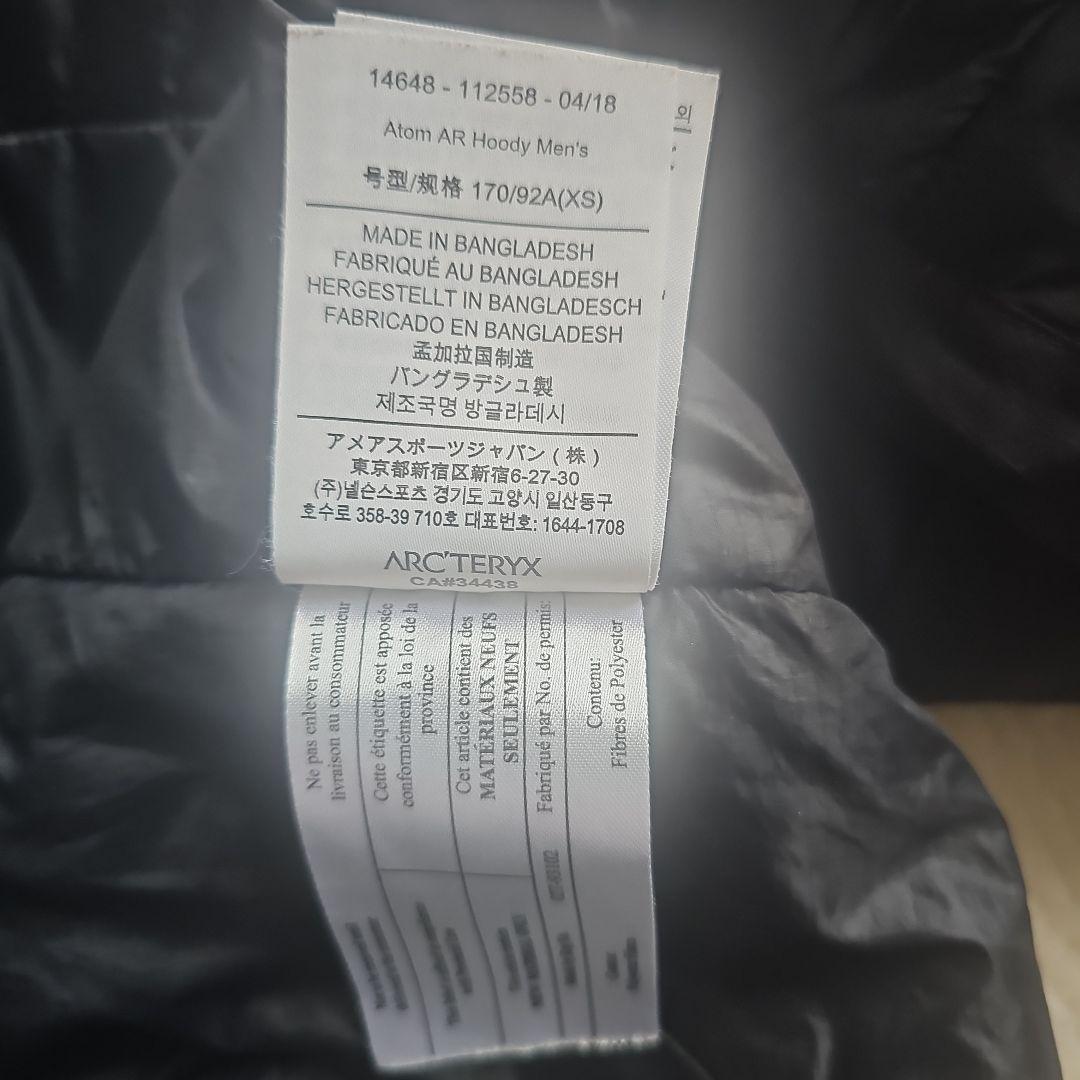 14648 - 112558 - 04/18
Atom AR Hoody Men's
号型/规格 170/92A(XS)
MADE IN BANGLADESH
FABRIQUÉ AU BANGLADESH
HERGESTELLT IN BANGLADESCH
FABRICADO EN BANGLADESH
孟加拉国制造
バングラデシュ製
제조국명 방글라데시
アメアスポーツジャパン ( 株 )
東京都新宿区新宿6-27-30
(주)넬슨스포츠 경기도 고양시 일산동구
호수로 358-39 710호 대표번호: 1644-1708
ARC'TERYX
CA#34438
외
Ne pas enlever avant la
livraison au consommateur
Cette étiquette est apposée
conformément à la loi de la
province
Cet article contient des
MATÉRIAUX NEUFS
SEULEMENT
Fabriqué par No. de permis:
Contenu:
Fibres de Polyester